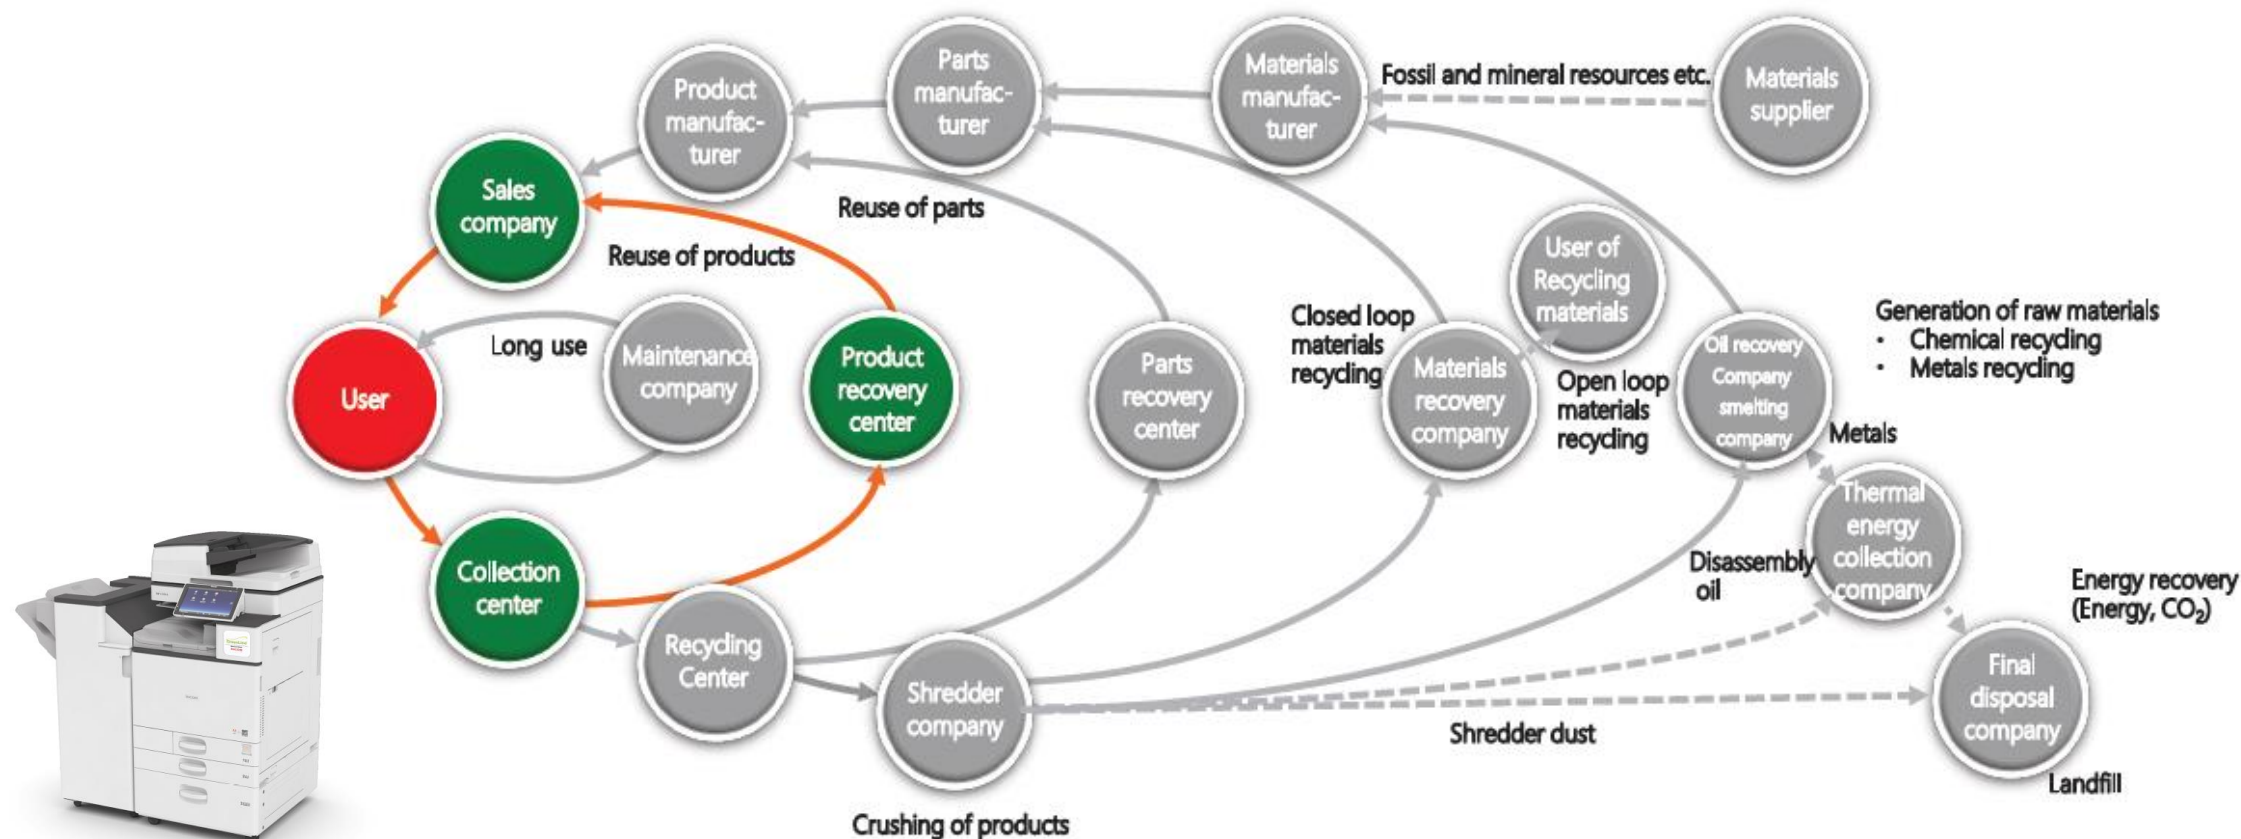 Parts
manufac-
turer
Materials
manufac-
turer
Fossil and mineral resources etc.
Materials
supplier
Product
manufac-
turer
Sales
company
Reuse of parts
Reuse of products
User of
Recycling
materials
Long use
Maintenance
company
Product
recovery
center
User
Parts
recovery
center
Closed loop
materials
recycling
Materials
recovery
company
Open loop
materials
recycling
Oil recovery
Company
smelting
company
Generation of raw materials
• Chemical recycling
• Metals recycling
Metals
Thermal
energy
collection
company
Disassembly
oil
Energy recovery
(Energy, CO₂)
Collection
center
Recycling
Center
Shredder
company
Shredder dust
Final
disposal
company
Landfill
Crushing of products